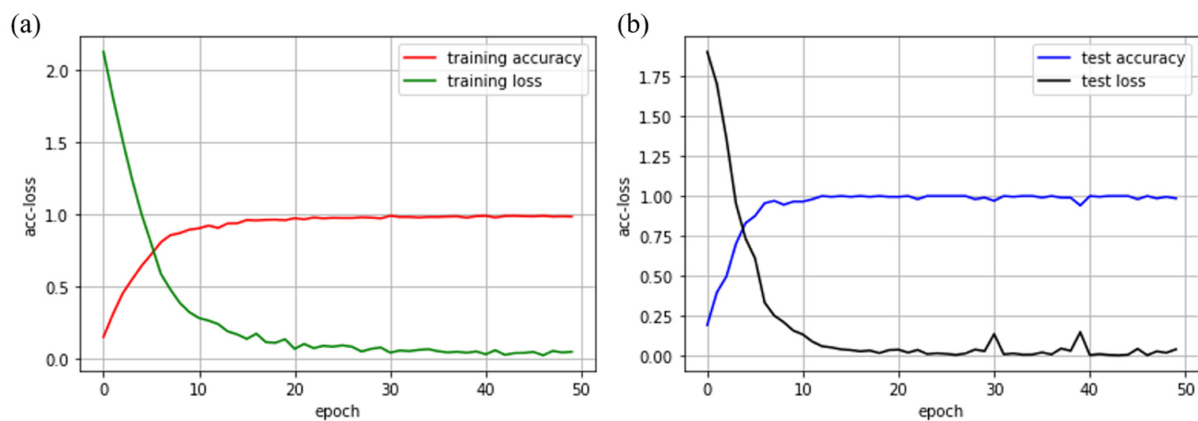 (a)
training accuracy
training loss
2.0
1.5
1.0
0.5
0.0
acc-loss
0 10 20 30 40 50
epoch
(b)
test accuracy
test loss
1.75
1.50
1.25
1.00
0.75
0.50
0.25
0.00
acc-loss
0 10 20 30 40 50
epoch